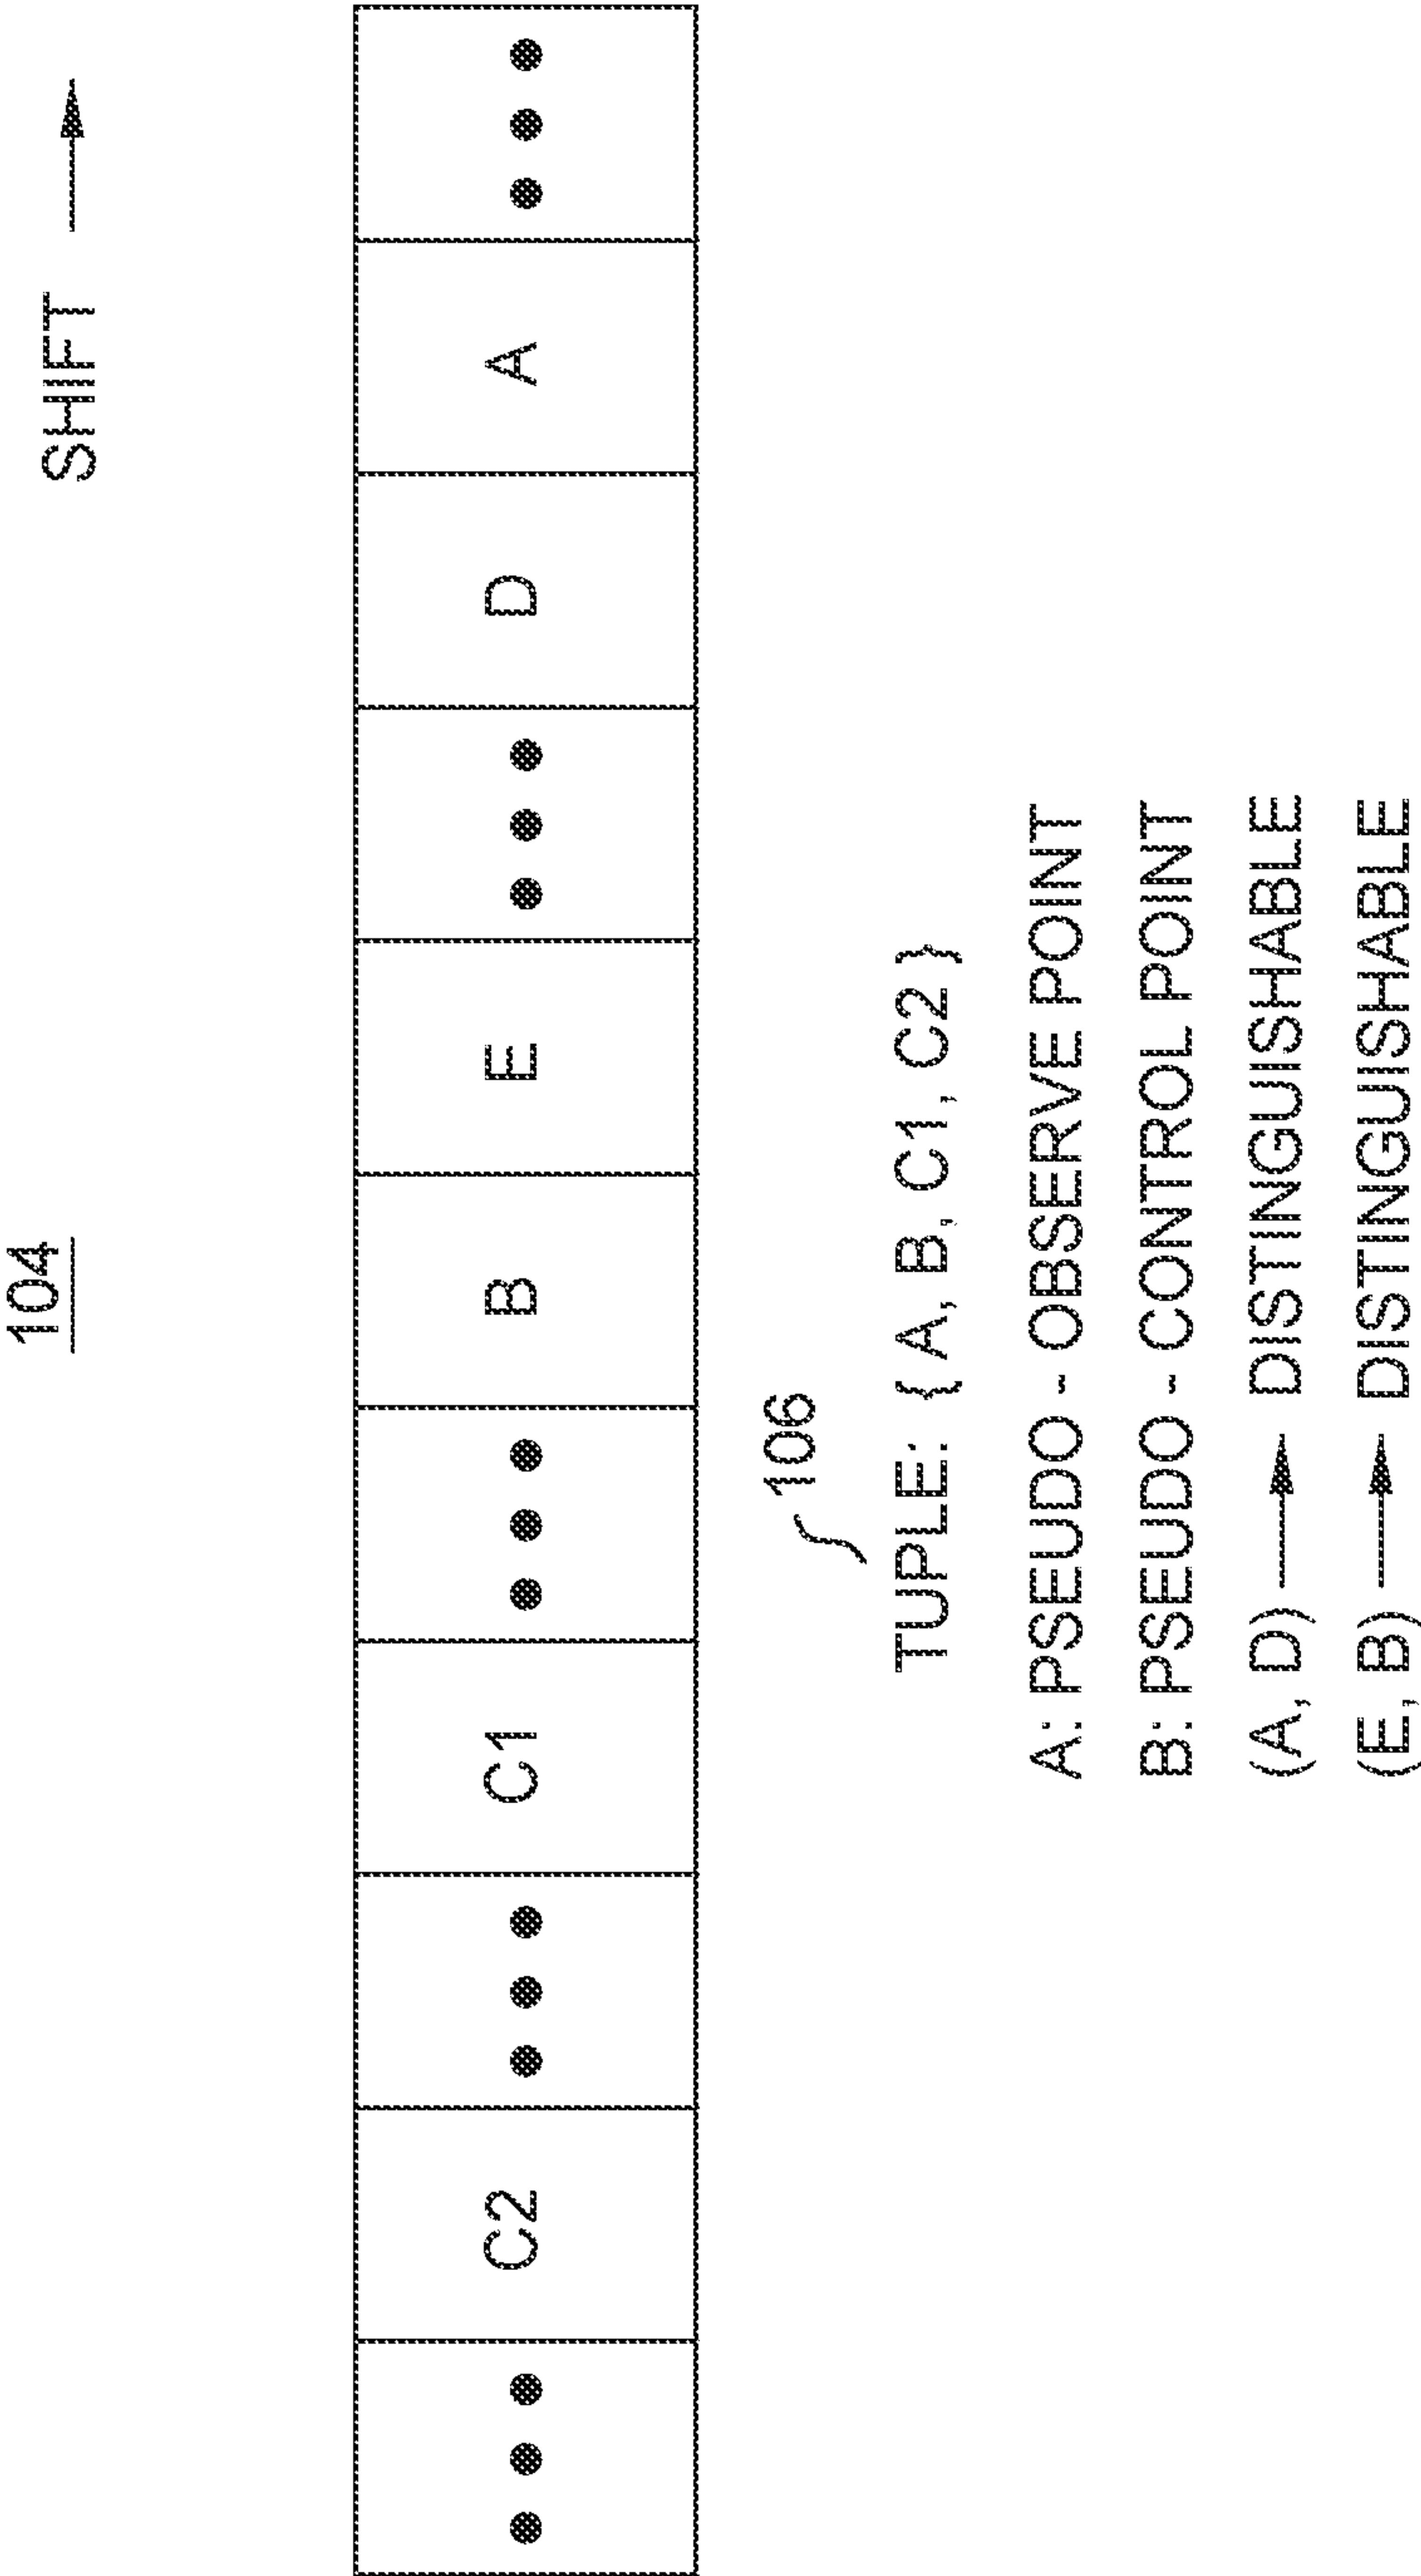 104
SHIFT
C2
C1
B
E
D
A
106
TUPLE: { A, B, C1, C2 }
A: PSEUDO - OBSERVE POINT
B: PSEUDO - CONTROL POINT
(A, D) → DISTINGUISHABLE
(E, B) → DISTINGUISHABLE